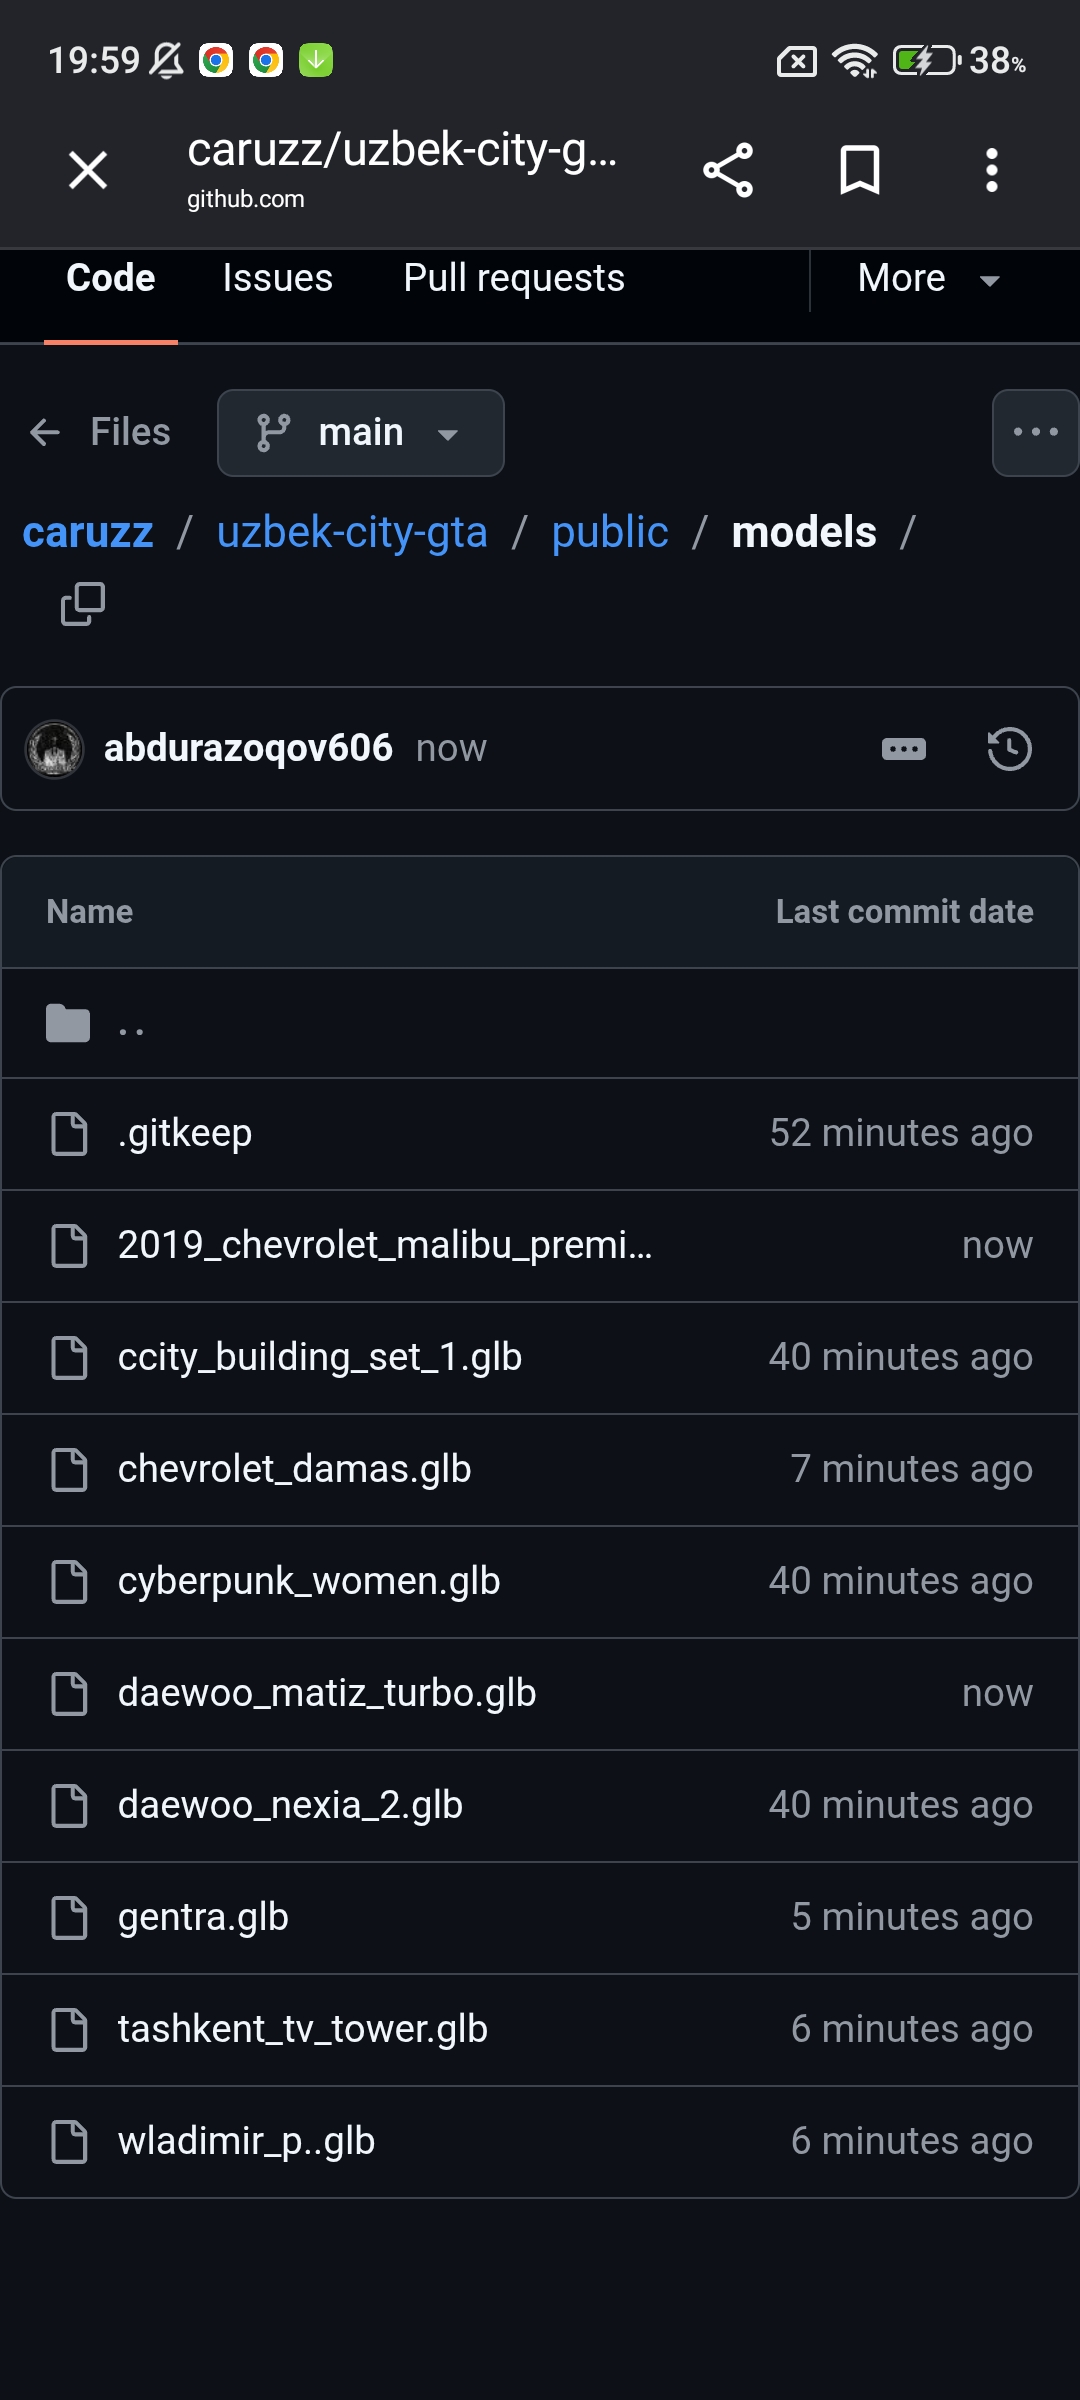 19:59
38%
caruzz/uzbek-city-g...
github.com
Code Issues Pull requests More
Files main
caruzz / uzbek-city-gta / public / models /
abdurazoqov606 now
Name Last commit date
..
.gitkeep 52 minutes ago
2019_chevrolet_malibu_premi... now
ccity_building_set_1.glb 40 minutes ago
chevrolet_damas.glb 7 minutes ago
cyberpunk_women.glb 40 minutes ago
daewoo_matiz_turbo.glb now
daewoo_nexia_2.glb 40 minutes ago
gentra.glb 5 minutes ago
tashkent_tv_tower.glb 6 minutes ago
wladimir_p..glb 6 minutes ago